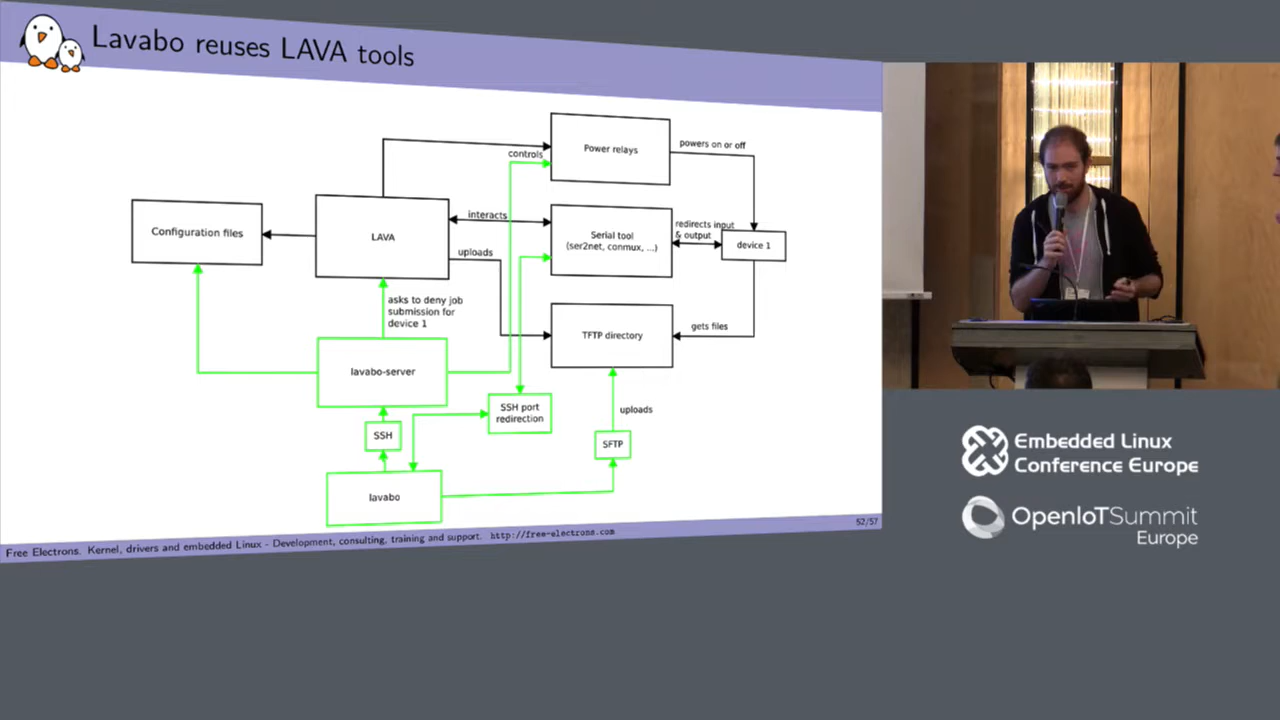 Lavabo reuses LAVA tools
Power relays
powers on or off
controls
Configuration files
LAVA
interacts
Serial tool
(ser2net, conmux, ...)
redirects input
& output
device 1
uploads
asks to deny job
submission for
device 1
TFTP directory
gets files
lavabo-server
SSH port
redirection
uploads
SSH
SFTP
lavabo
52/57
Free Electrons. Kernel, drivers and embedded Linux - Development, consulting, training and support. http://free-electrons.com
Embedded Linux
Conference Europe
OpenIoTSummit
Europe